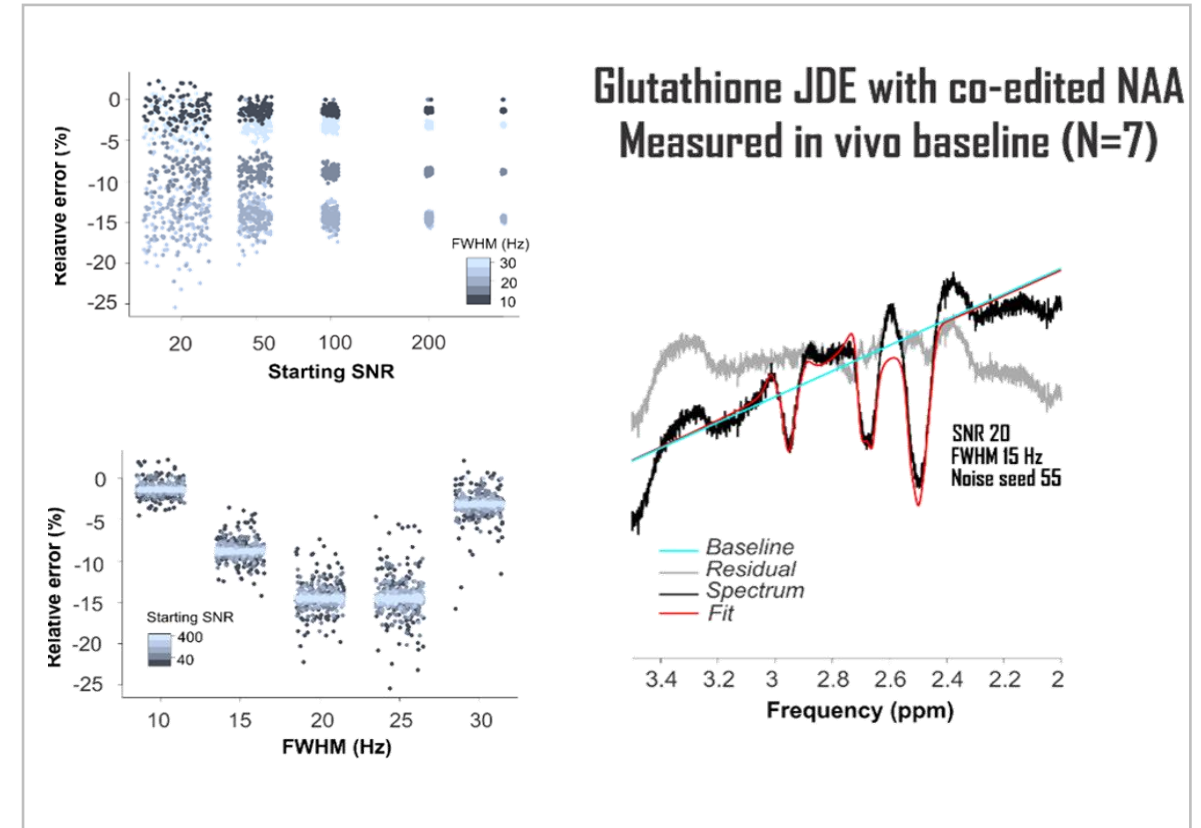 Glutathione JDE with co-edited NAA
Measured in vivo baseline (N=7)
Relative error (%)
0
-5
-10
-15
-20
-25
FWHM (Hz)
30
20
10
20 50 100 200
Starting SNR
Relative error (%)
0
-5
-10
-15
-20
-25
Starting SNR
400
40
10 15 20 25 30
FWHM (Hz)
SNR 20
FWHM 15 Hz
Noise seed 55
Baseline
Residual
Spectrum
Fit
3.4 3.2 3 2.8 2.6 2.4 2.2 2
Frequency (ppm)